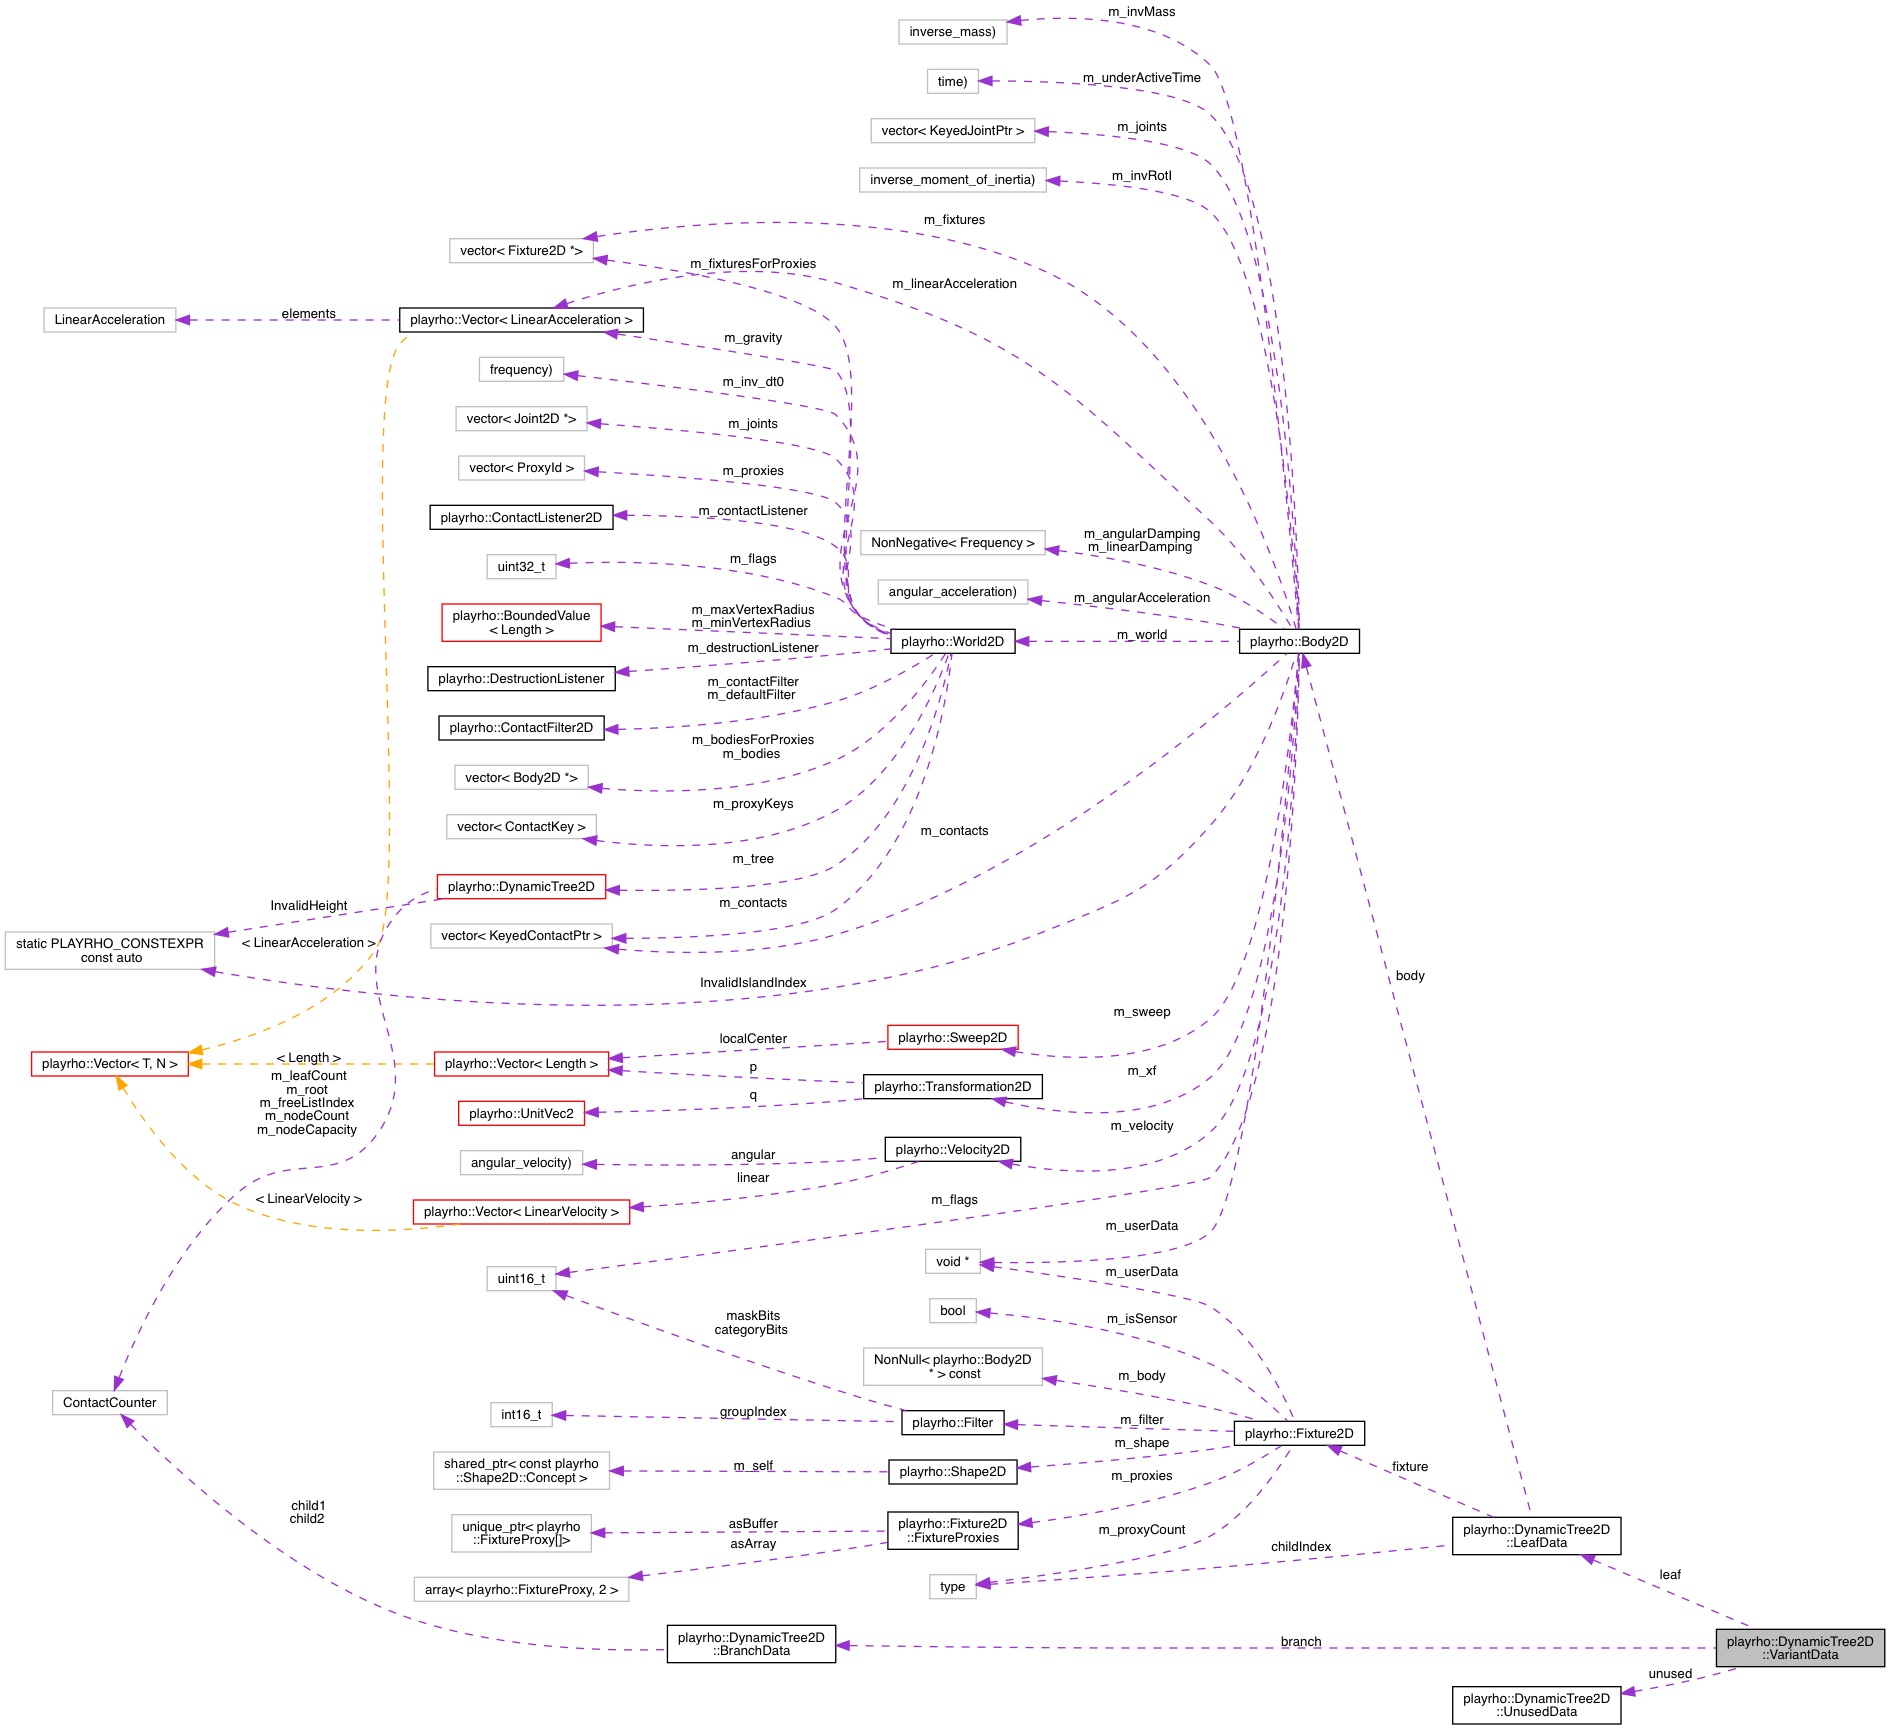 m_invMass
inverse_mass)
m_underActiveTime
time)
m_joints
vector< KeyedJointPtr >
m_invRotI
inverse_moment_of_inertia)
m_fixtures
vector< Fixture2D *>
m_fixturesForProxies
m_linearAcceleration
LinearAcceleration
elements
playrho::Vector< LinearAcceleration >
m_gravity
frequency)
m_inv_dt0
vector< Joint2D *>
m_joints
vector< ProxyId >
m_proxies
playrho::ContactListener2D
m_contactListener
NonNegative< Frequency >
m_angularDamping
m_linearDamping
uint32_t
m_flags
angular_acceleration)
m_angularAcceleration
playrho::BoundedValue
< Length >
m_maxVertexRadius
m_minVertexRadius
playrho::World2D
m_world
playrho::Body2D
m_destructionListener
playrho::DestructionListener
m_contactFilter
m_defaultFilter
playrho::ContactFilter2D
m_bodiesForProxies
m_bodies
vector< Body2D *>
m_proxyKeys
vector< ContactKey >
m_contacts
m_tree
playrho::DynamicTree2D
InvalidHeight
m_contacts
vector< KeyedContactPtr >
static PLAYRHO_CONSTEXPR
const auto
< LinearAcceleration >
InvalidIslandIndex
body
m_sweep
playrho::Sweep2D
localCenter
playrho::Vector< T, N >
< Length >
playrho::Vector< Length >
p
m_xf
playrho::Transformation2D
m_leafCount
m_root
m_freeListIndex
m_nodeCount
m_nodeCapacity
q
playrho::UnitVec2
m_velocity
playrho::Velocity2D
angular
angular_velocity)
linear
< LinearVelocity >
playrho::Vector< LinearVelocity >
m_flags
m_userData
void *
m_userData
uint16_t
bool
m_isSensor
maskBits
categoryBits
NonNull< playrho::Body2D
* > const
m_body
ContactCounter
int16_t
groupIndex
playrho::Filter
m_filter
playrho::Fixture2D
m_shape
shared_ptr< const playrho
::Shape2D::Concept >
m_self
playrho::Shape2D
fixture
m_proxies
child1
child2
unique_ptr< playrho
::FixtureProxy[]>
asBuffer
playrho::Fixture2D
::FixtureProxies
m_proxyCount
asArray
playrho::DynamicTree2D
::LeafData
childIndex
array< playrho::FixtureProxy, 2 >
type
leaf
playrho::DynamicTree2D
::BranchData
branch
playrho::DynamicTree2D
::VariantData
unused
playrho::DynamicTree2D
::UnusedData